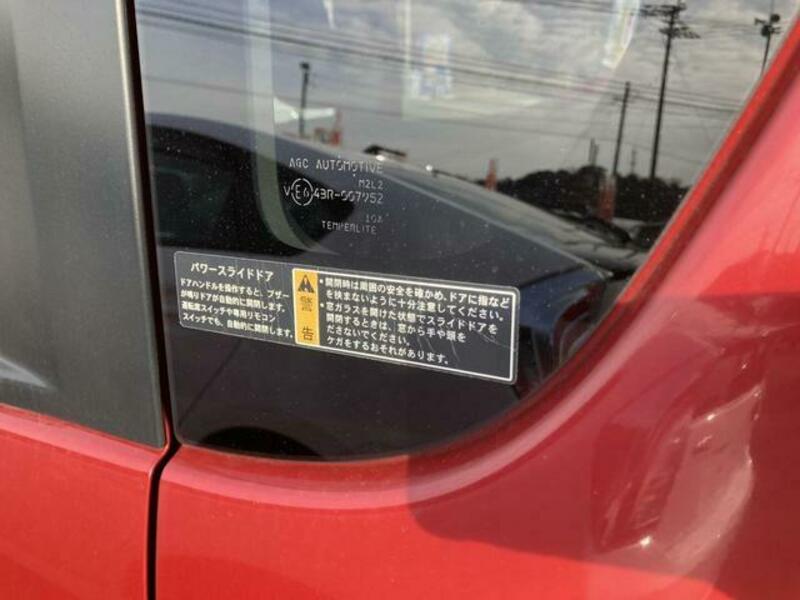 AGC AUTOMOTIVE
M2L2
43R-007952
10A
TEMPERLITE
パワースライドドア
ドアハンドルを操作すると、ブザー
が鳴りドアが自動的に開閉します。
運転席スイッチや専用リモコン
スイッチでも、自動的に開閉します。
警告
・開閉時は周囲の安全を確かめ、ドアに指など
を挟まないように十分注意してください。
・窓ガラスを開けた状態でスライドドアを
開閉するときは、窓から手や頭を
ださないでください。
ケガをするおそれがあります。